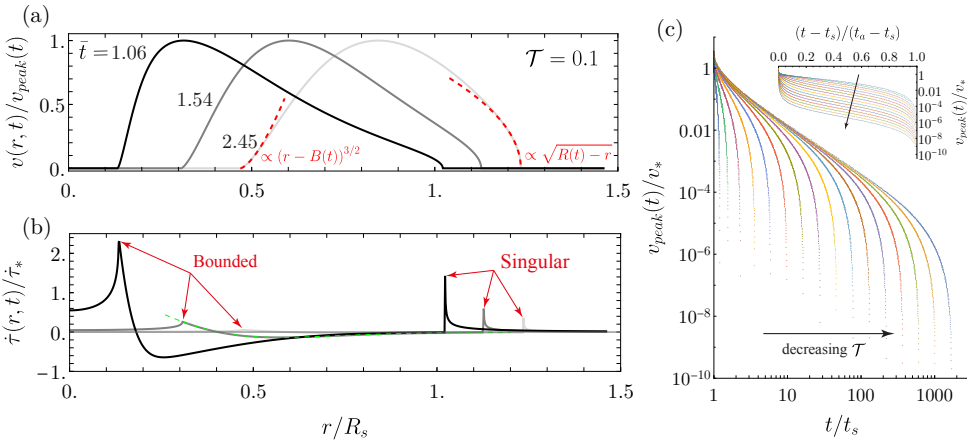 (a)
v(r, t)/v_peak(t)
1.
0.5
0.
t̄ = 1.06
1.54
2.45
𝒯 = 0.1
∝ (r − B(t))^{3/2}
∝ √(R(t) − r)
0. 0.5 1.0 1.5
(b)
τ̇(r, t)/τ̇_*
2.
1.
0.
−1.
Bounded
Singular
0. 0.5 1.0 1.5
r/R_s
(c)
v_peak(t)/v_*
1
0.01
10^{−4}
10^{−6}
10^{−8}
10^{−10}
decreasing 𝒯
1 10 100 1000
t/t_s
(t − t_s)/(t_a − t_s)
0.0 0.2 0.4 0.6 0.8 1.0
1
0.01
10^{−4}
10^{−6}
10^{−8}
10^{−10}
v_peak(t)/v_*